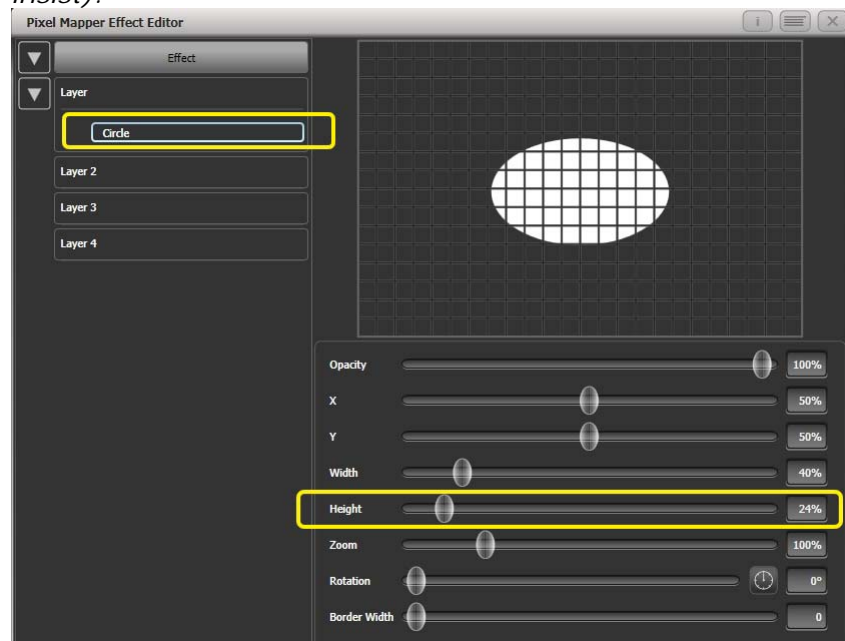 insist).
Pixel Mapper Effect Editor
Effect
Layer
Circle
Layer 2
Layer 3
Layer 4
Opacity 100%
X 50%
Y 50%
Width 40%
Height 24%
Zoom 100%
Rotation 0°
Border Width 0